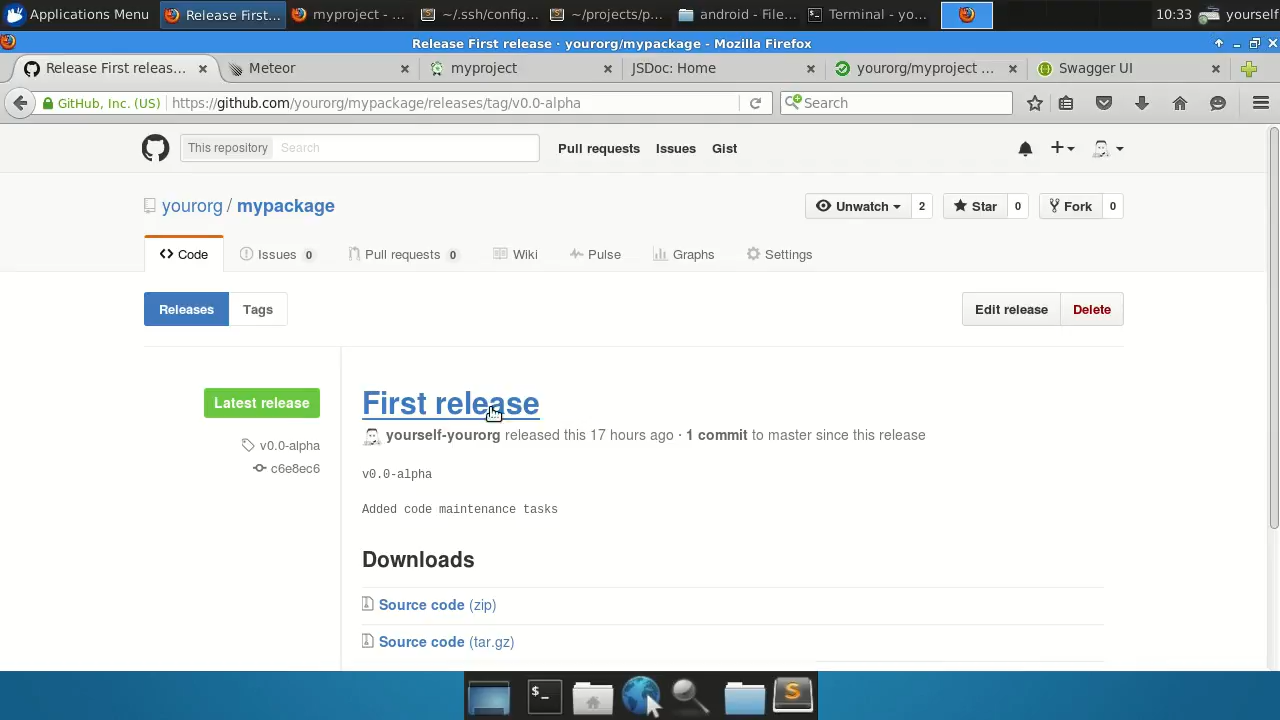 Applications Menu
Release First...
myproject - ...
~/.ssh/config...
~/projects/p...
android - File...
Terminal - yo...
10:33
yourself
Release First release · yourorg/mypackage - Mozilla Firefox
Release First releas...
Meteor
myproject
JSDoc: Home
yourorg/myproject ...
Swagger UI
GitHub, Inc. (US)
https://github.com/yourorg/mypackage/releases/tag/v0.0-alpha
Search
This repository
Search
Pull requests
Issues
Gist
yourorg / mypackage
Unwatch
2
Star
0
Fork
0
Code
Issues 0
Pull requests 0
Wiki
Pulse
Graphs
Settings
Releases
Tags
Edit release
Delete
Latest release
v0.0-alpha
c6e8ec6
First release
yourself-yourorg released this 17 hours ago · 1 commit to master since this release
v0.0-alpha
Added code maintenance tasks
Downloads
Source code (zip)
Source code (tar.gz)